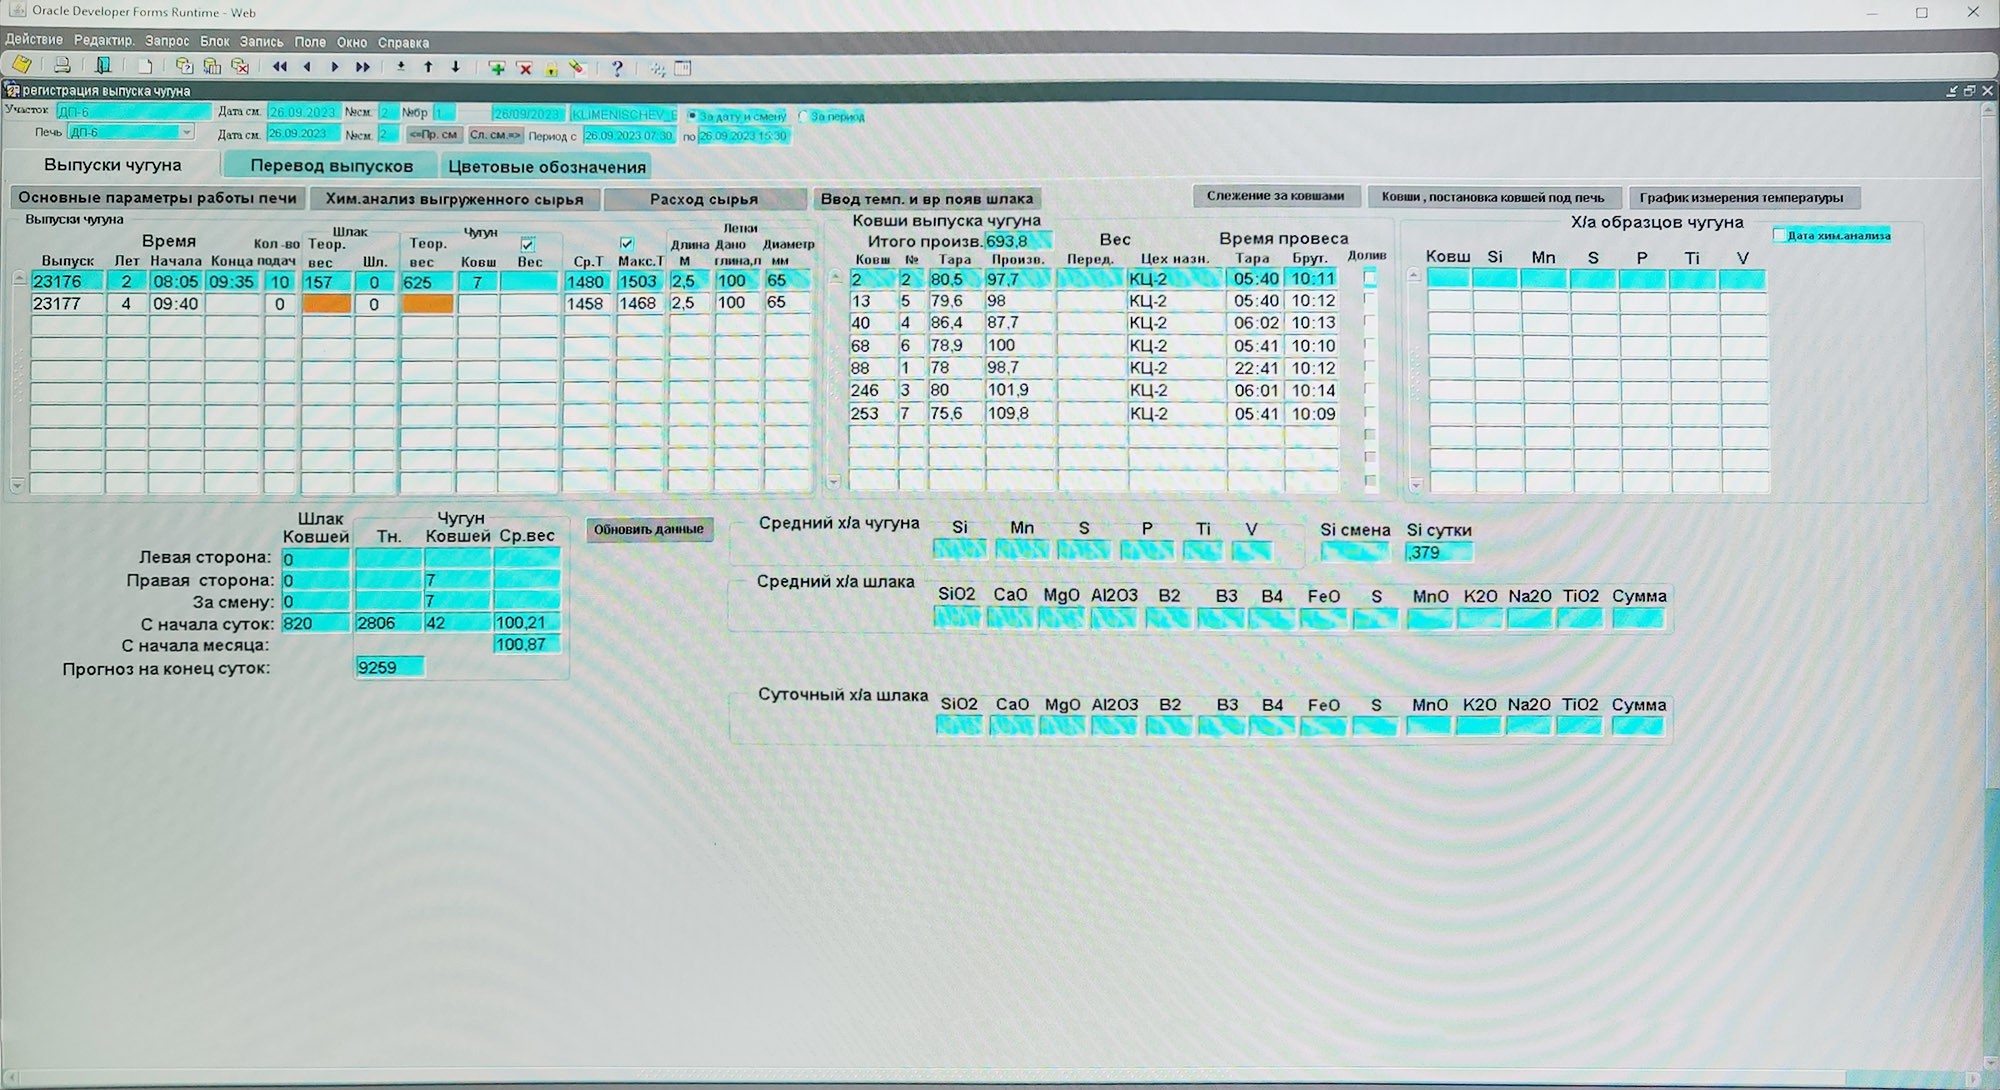 Oracle Developer Forms Runtime - Web
Действие Редактир. Запрос Блок Запись Поле Окно Справка
регистрация выпуска чугуна
Участок ДП-6 Дата см. 26.09.2023 №см. 2 №бр 1 26/09/2023 KLIMENISCHEV_E За дату и смену За период
Печь ДП-6 Дата см. 26.09.2023 №см. 2 <=Пр. см Сл. см.=> Период с 26.09.2023 07:30 по 26.09.2023 15:30
Выпуски чугуна Перевод выпусков Цветовые обозначения
Основные параметры работы печи Хим.анализ выгруженного сырья Расход сырья Ввод темп. и вр появ шлака Слежение за ковшами Ковши , постановка ковшей под печь График измерения температуры
Выпуски чугуна
Время Кол-во подач Шлак Чугун Летки
Выпуск Лет Начала Конца Теор. вес Шл. Теор. вес Ковш Вес Ср.Т Макс.Т Длина М Дано глина,л Диаметр мм
23176 2 08:05 09:35 10 157 0 625 7 1480 1503 2,5 100 65
23177 4 09:40 0 0 1458 1468 2,5 100 65
Ковши выпуска чугуна
Итого произв. 693,8 Вес Время провеса
Ковш № Тара Произв. Перед. Цех назн. Тара Брут. Долив
2 2 80,5 97,7 КЦ-2 05:40 10:11
13 5 79,6 98 КЦ-2 05:40 10:12
40 4 86,4 87,7 КЦ-2 06:02 10:13
68 6 78,9 100 КЦ-2 05:41 10:10
88 1 78 98,7 КЦ-2 22:41 10:12
246 3 80 101,9 КЦ-2 06:01 10:14
253 7 75,6 109,8 КЦ-2 05:41 10:09
Х/а образцов чугуна Дата хим.анализа
Ковш Si Mn S P Ti V
Шлак Чугун
Ковшей Тн. Ковшей Ср.вес
Левая сторона: 0
Правая сторона: 0 7
За смену: 0 7
С начала суток: 820 2806 42 100,21
С начала месяца: 100,87
Прогноз на конец суток: 9259
Обновить данные
Средний х/а чугуна Si Mn S P Ti V Si смена Si сутки
,379
Средний х/а шлака
SiO2 CaO MgO Al2O3 B2 B3 B4 FeO S MnO K2O Na2O TiO2 Сумма
Суточный х/а шлака
SiO2 CaO MgO Al2O3 B2 B3 B4 FeO S MnO K2O Na2O TiO2 Сумма